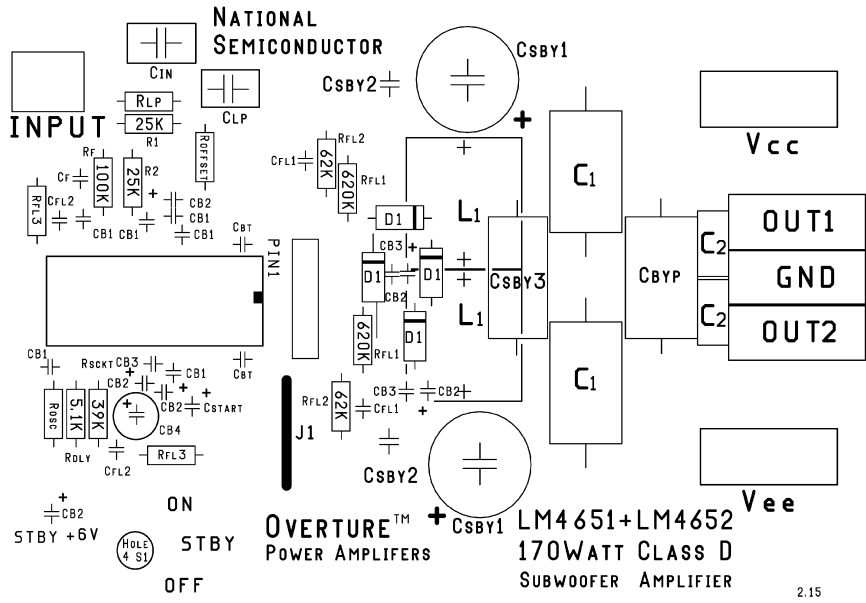 NATIONAL
SEMICONDUCTOR
CIN
CLP
INPUT
RLP
25K
R1
ROFFSET
RF
100K
25K
R2
CF
RFL3
CFL2
CB1
CB1
CB2
CB1
CB1
CBT
PIN1
CBT
CSBY1
CSBY2
RFL2
62K
CFL1
620K
RFL1
D1
L1
C1
Vcc
CB3
D1
CB2
D1
CSBY3
CBYP
C2
C2
OUT1
GND
OUT2
L1
D1
620K
RFL1
C1
CB1
RSCKT
CB3
CB1
CB2
CB2
CSTART
ROSC
5.1K
39K
CB4
RDLY
CFL2
RFL3
RFL2
62K
CFL1
CB3
CB2
J1
CSBY2
CSBY1
Vee
CB2
STBY +6V
ON
HOLE
4 S1
STBY
OFF
OVERTURE™
POWER AMPLIFERS
LM4651+LM4652
170WATT CLASS D
SUBWOOFER AMPLIFIER
2.15